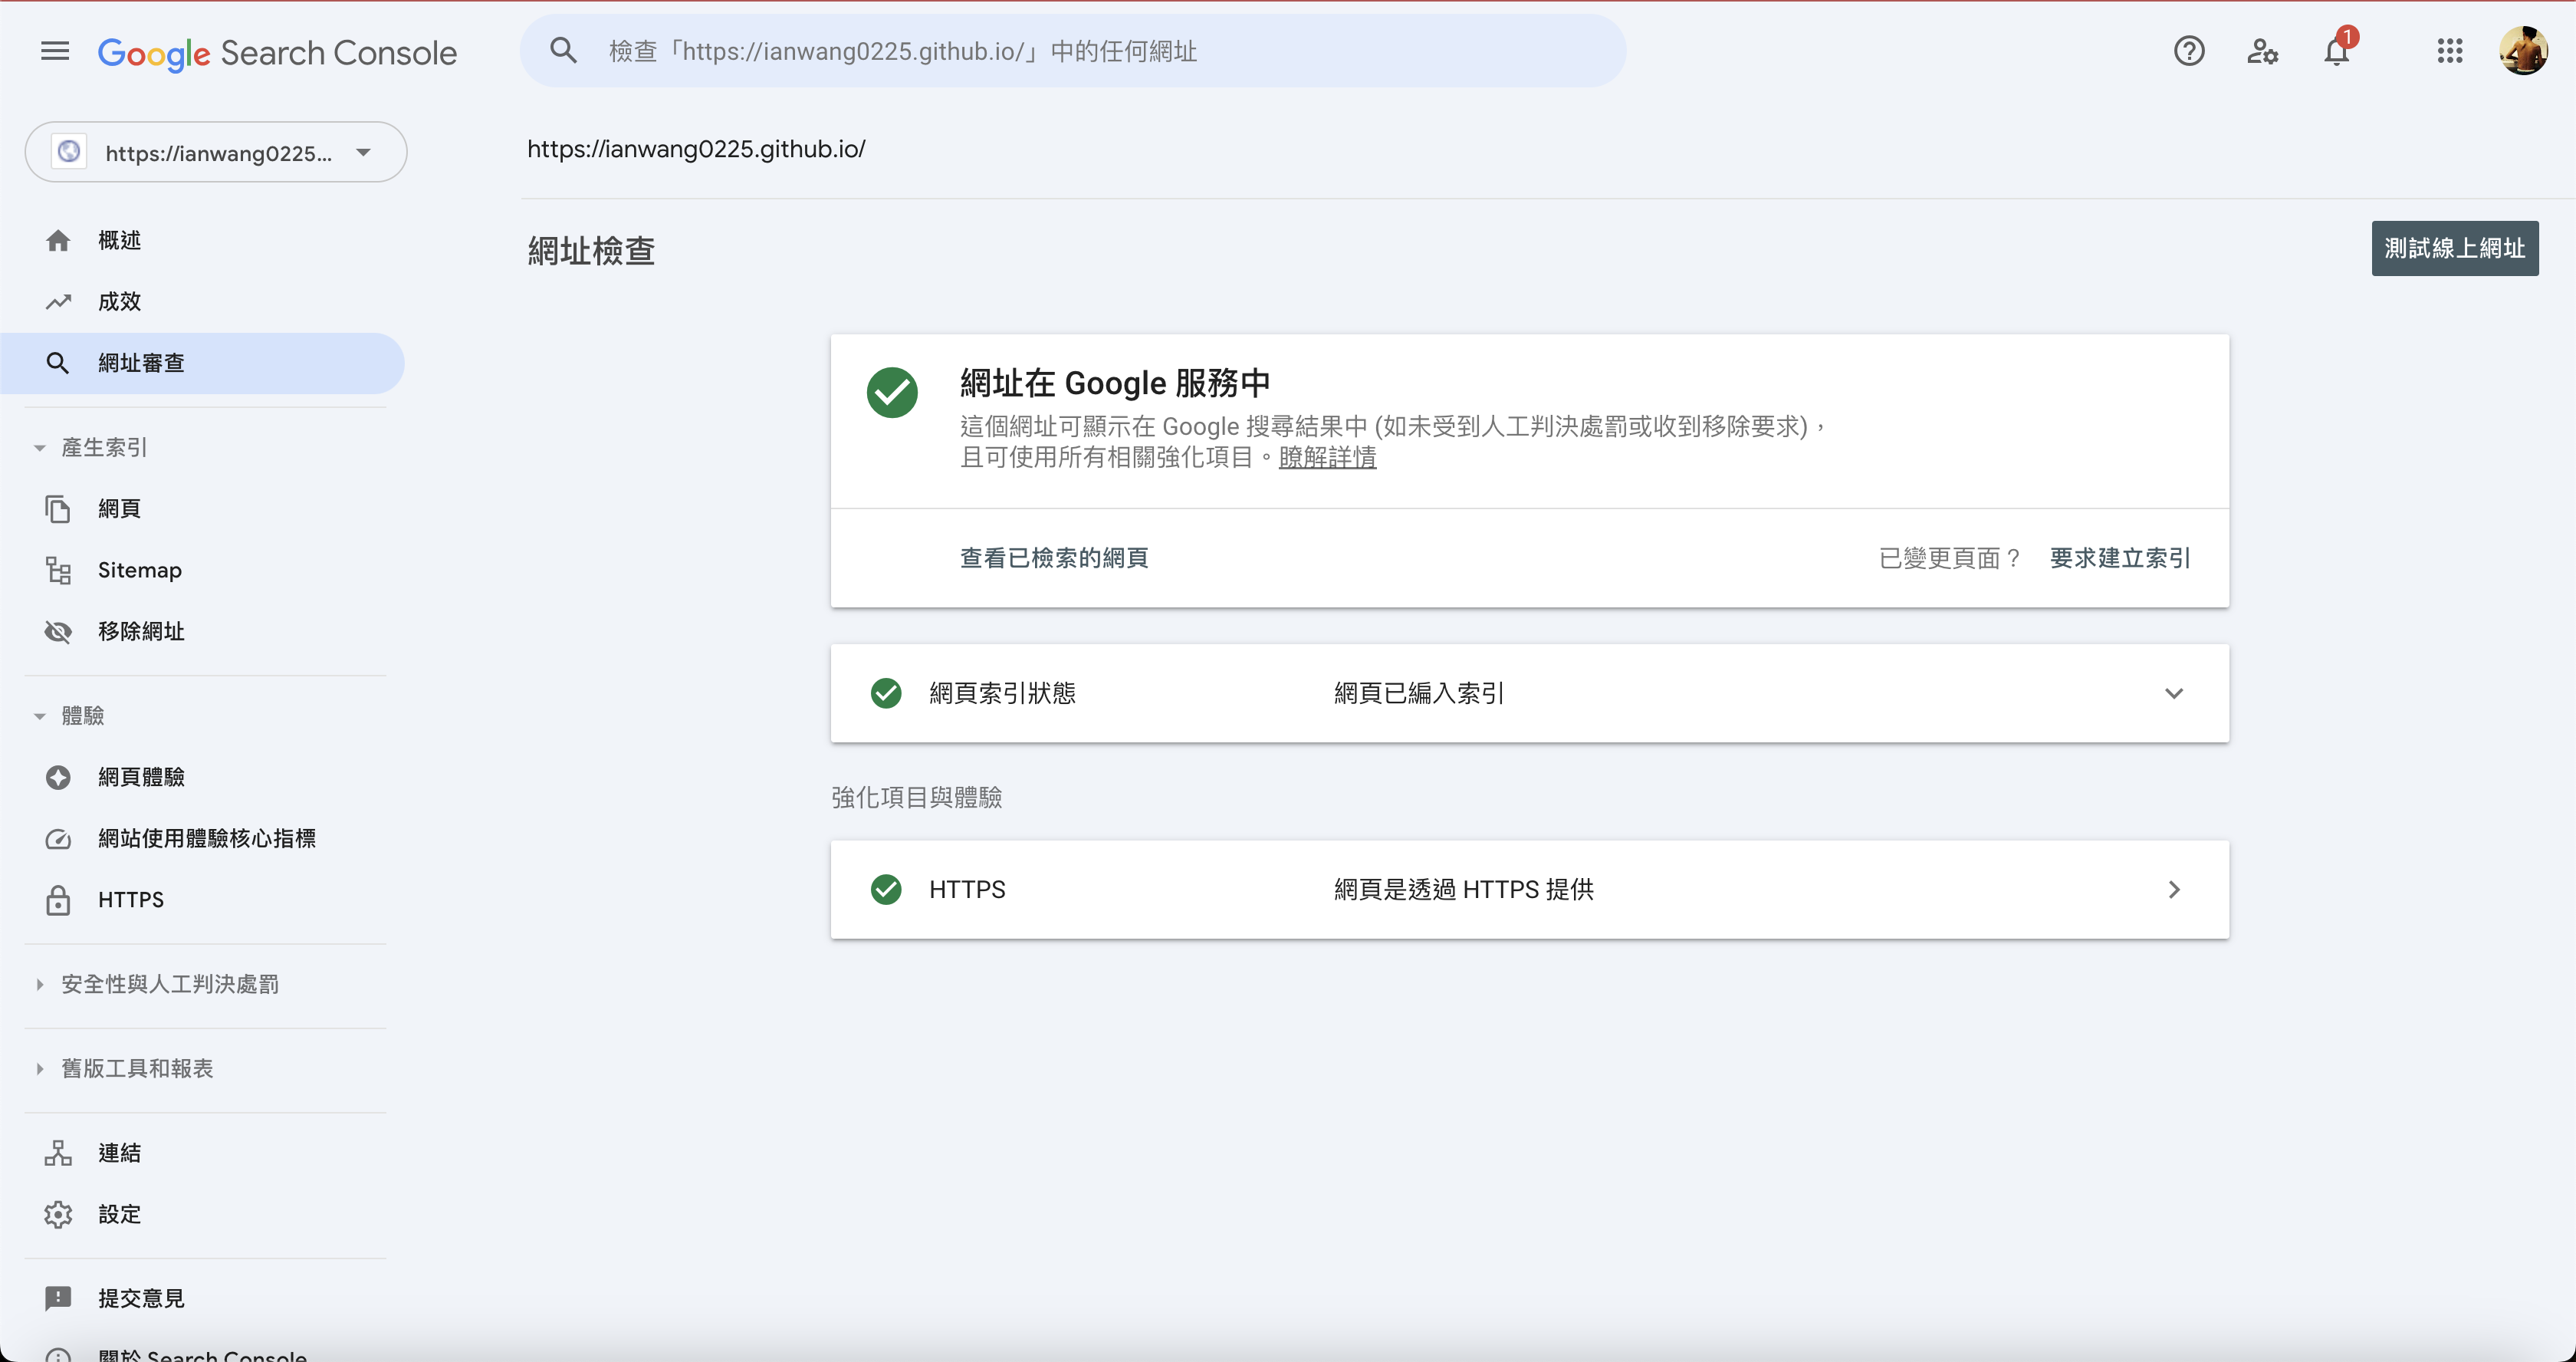 Google Search Console
檢查「https://ianwang0225.github.io/」中的任何網址
1
https://ianwang0225...
https://ianwang0225.github.io/
概述
成效
網址審查
產生索引
網頁
Sitemap
移除網址
體驗
網頁體驗
網站使用體驗核心指標
HTTPS
安全性與人工判決處罰
舊版工具和報表
連結
設定
提交意見
關於 Search Console
網址檢查
測試線上網址
網址在 Google 服務中
這個網址可顯示在 Google 搜尋結果中 (如未受到人工判決處罰或收到移除要求)，
且可使用所有相關強化項目。瞭解詳情
查看已檢索的網頁
已變更頁面？ 要求建立索引
網頁索引狀態 網頁已編入索引
強化項目與體驗
HTTPS 網頁是透過 HTTPS 提供